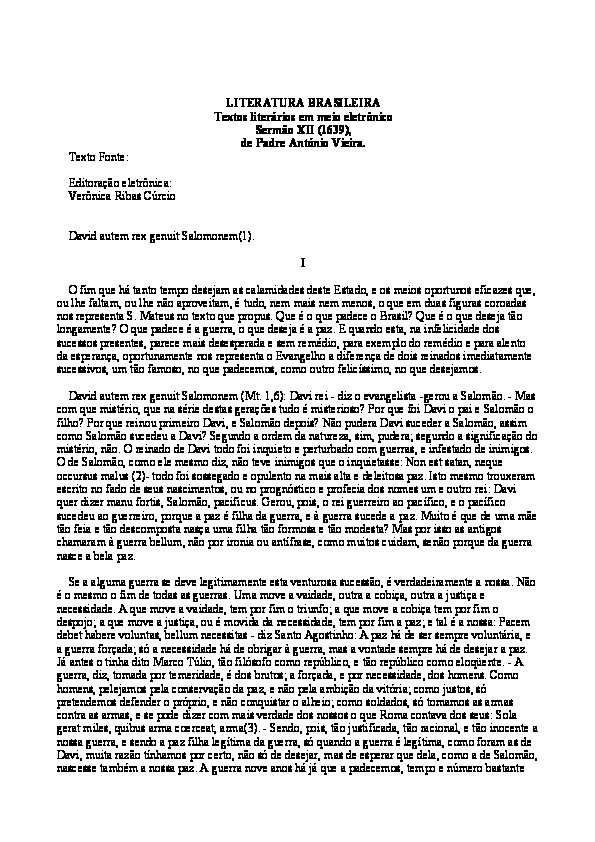 LITERATURA BRASILEIRA
Textos literários em meio eletrônico
Sermão XII (1639),
de Padre António Vieira.
Texto Fonte:
Editoração eletrônica:
Verônica Ribas Cúrcio
David autem rex genuit Salomonem(1).
I
O fim que há tanto tempo desejam as calamidades deste Estado, e os meios oportunos eficazes que,
ou lhe faltam, ou lhe não aproveitam, é tudo, nem mais nem menos, o que em duas figuras coroadas
nos representa S. Mateus no texto que propus. Que é o que padece o Brasil? Que é o que deseja tão
longamente? O que padece é a guerra, o que deseja é a paz. E quando esta, na infelicidade dos
sucessos presentes, parece mais desesperada e sem remédio, para exemplo do remédio e para alento
da esperança, oportunamente nos representa o Evangelho a diferença de dois reinados imediatamente
sucessivos, um tão famoso, no que padecemos, como outro felicíssimo, no que desejamos.
David autem rex genuit Salomonem (Mt. 1,6): Davi rei - diz o evangelista -gerou a Salomão. - Mas
com que mistério, que na série destas gerações tudo é misterioso? Por que foi Davi o pai e Salomão o
filho? Por que reinou primeiro Davi, e Salomão depois? Não pudera Davi suceder a Salomão, assim
como Salomão sucedeu a Davi? Segundo a ordem da natureza, sim, pudera; segundo a significação do
mistério, não. O reinado de Davi todo foi inquieto e perturbado com guerras, e infestado de inimigos.
O de Salomão, como ele mesmo diz, não teve inimigos que o inquietasse: Non est satan, neque
occursus malus (2)- todo foi sossegado e opulento na mais alta e deleitosa paz. Isto mesmo trouxeram
escrito no fado de seus nascimentos, ou no prognóstico e profecia dos nomes um e outro rei: Davi
quer dizer manu fortis, Salomão, pacificus. Gerou, pois, o rei guerreiro ao pacífico, e o pacífico
sucedeu ao guerreiro, porque a paz é filha da guerra, e à guerra sucede a paz. Muito é que de uma mãe
tão feia e tão descomposta nasça uma filha tão formosa e tão modesta? Mas por isso as antigos
chamaram à guerra bellum, não por ironia ou antífrase, como muitos cuidam, senão porque da guerra
nasce a bela paz.
Se a alguma guerra se deve legitimamente esta venturosa sucessão, é verdadeiramente a nossa. Não
é o mesmo o fim de todas as guerras. Uma move a vaidade, outra a cobiça, outra a justiça e
necessidade. A que move a vaidade, tem por fim o triunfo; a que move a cobiça tem por fim o
despojo; a que move a justiça, ou é movida da necessidade, tem por fim a paz; e tal é a nossa: Pacem
debet habere voluntas, bellum necessitas - diz Santo Agostinho: A paz há de ser sempre voluntária, e
a guerra forçada; só a necessidade há de obrigar à guerra, mas a vontade sempre há de desejar a paz.
Já antes o tinha dito Marco Túlio, tão filósofo como repúblico, e tão repúblico como eloqüente. - A
guerra, diz, tomada por temeridade, é dos brutos; a forçada, e por necessidade, dos homens. Como
homens, pelejamos pela conservação da paz, e não pela ambição da vitória; como justos, só
pretendemos defender o próprio, e não conquistar o alheio; como soldados, só tomamos as armas
contra as armas, e se pode dizer com mais verdade dos nossos o que Roma contava dos seus: Sola
gerat miles, quibus arma coerceat, arma(3). - Sendo, pois, tão justificada, tão racional, e tão inocente a
nossa guerra, e sendo a paz filha legítima da guerra, só quando a guerra é legítima, como foram as de
Davi, muita razão tínhamos por certo, não só de desejar, mas de esperar que dela, como a de Salomão,
nascesse também a nossa paz. A guerra nove anos há já que a padecemos, tempo e número bastante